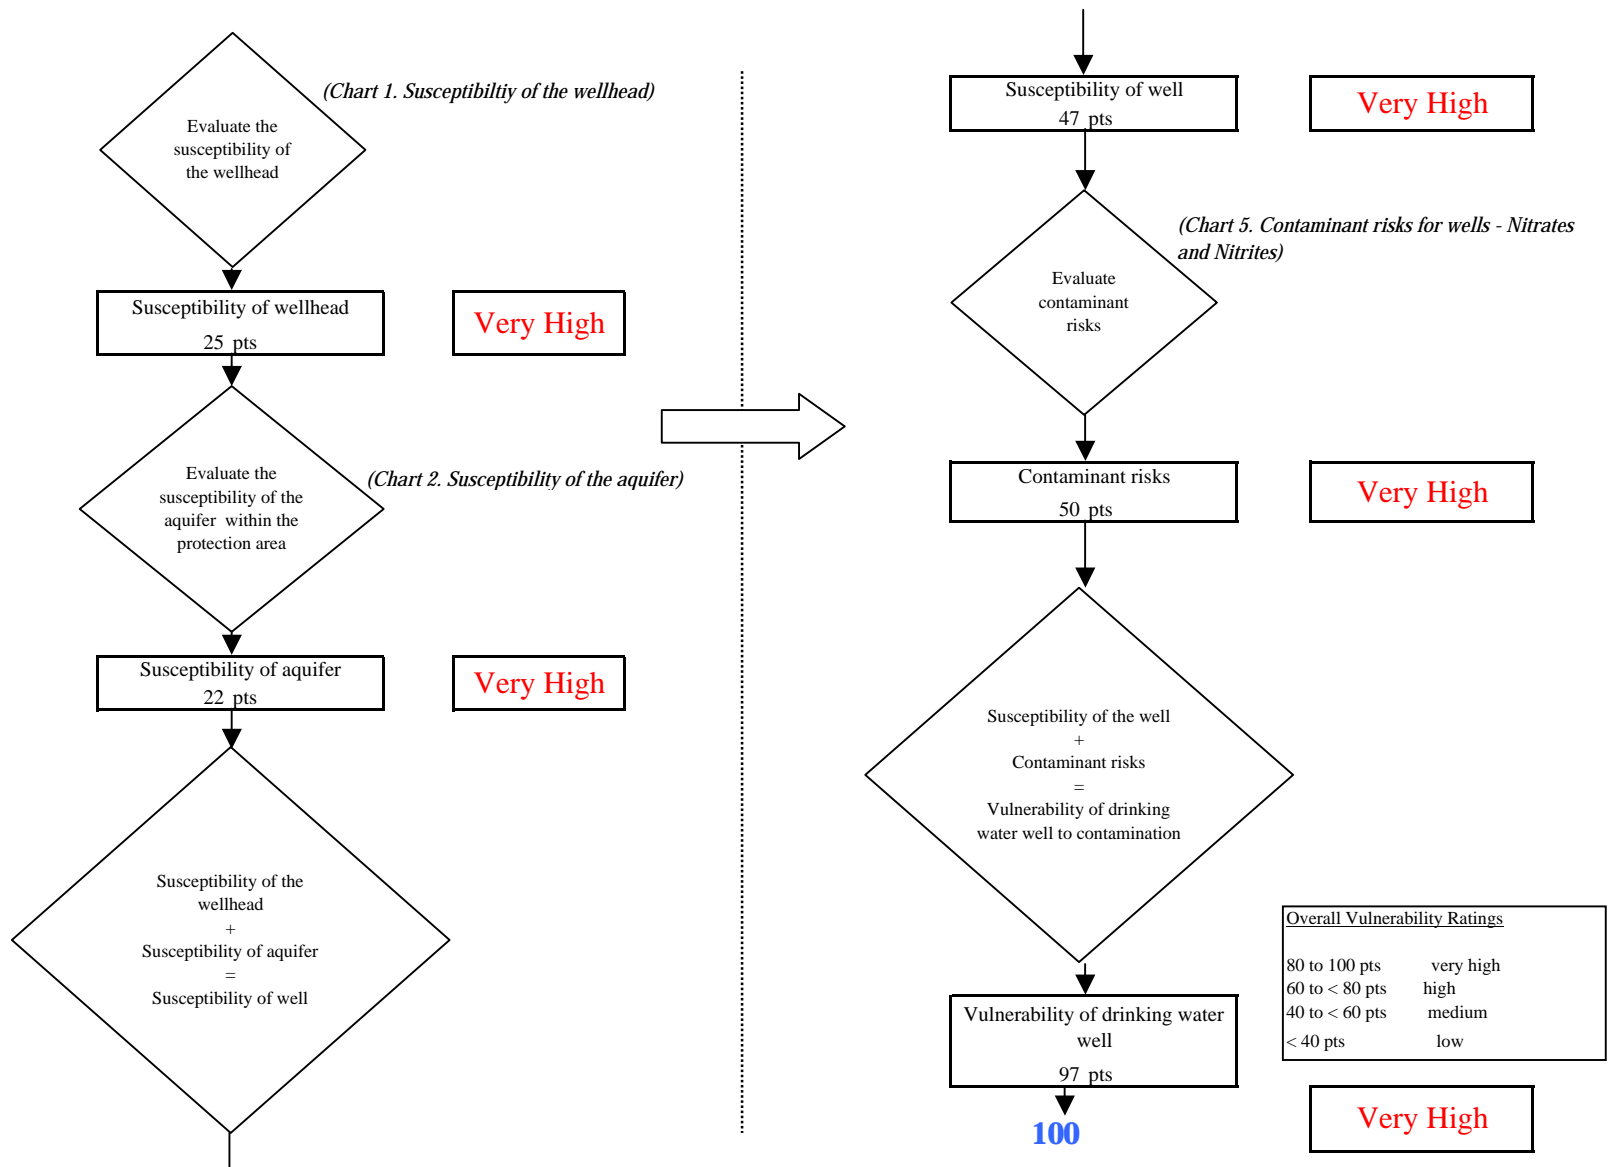 (Chart 1. Susceptibiltiy of the wellhead)
Evaluate the
susceptibility of
the wellhead
Susceptibility of wellhead
25 pts
Very High
Evaluate the
susceptibility of the
aquifer within the
protection area
(Chart 2. Susceptibility of the aquifer)
Susceptibility of aquifer
22 pts
Very High
Susceptibility of the
wellhead
+
Susceptibility of aquifer
=
Susceptibility of well
Susceptibility of well
47 pts
Very High
(Chart 5. Contaminant risks for wells - Nitrates
and Nitrites)
Evaluate
contaminant
risks
Contaminant risks
50 pts
Very High
Susceptibility of the well
+
Contaminant risks
=
Vulnerability of drinking
water well to contamination
Overall Vulnerability Ratings
80 to 100 pts very high
60 to < 80 pts high
40 to < 60 pts medium
< 40 pts low
Vulnerability of drinking water
well
97 pts
100
Very High